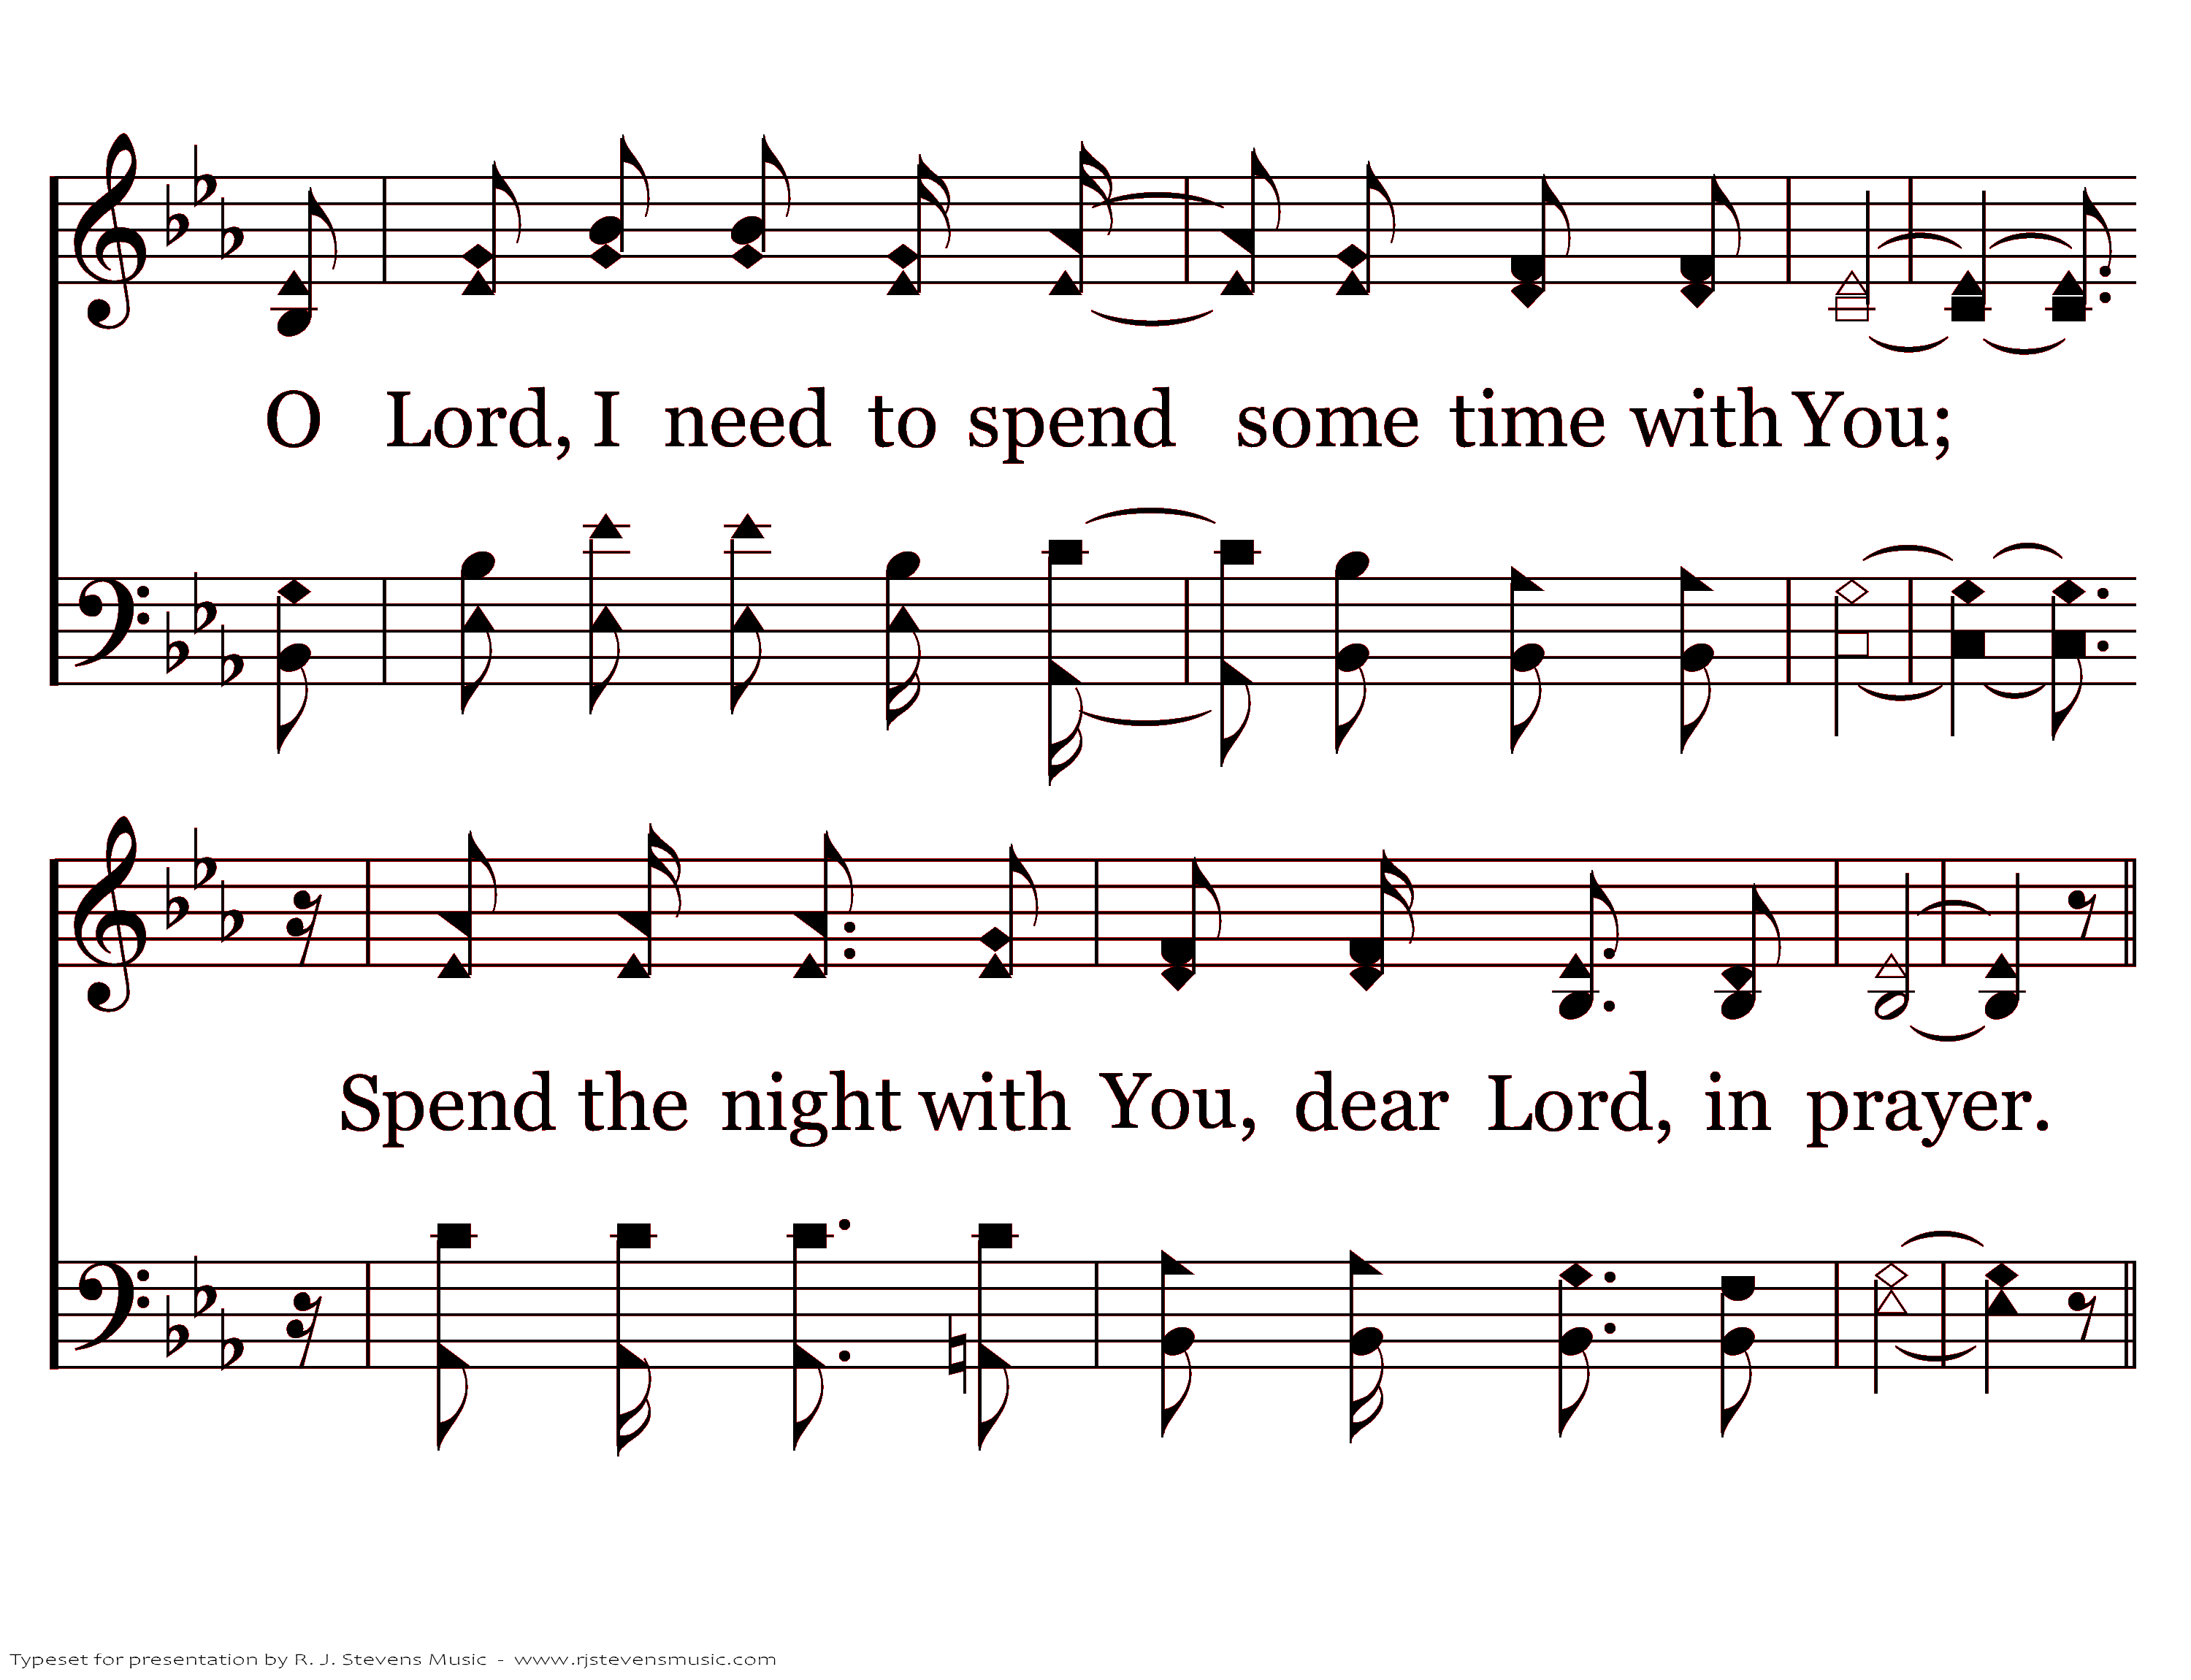 O Lord, I need to spend some time with You;
Spend the night with You, dear Lord, in prayer.
Typeset for presentation by R. J. Stevens Music - www.rjstevensmusic.com